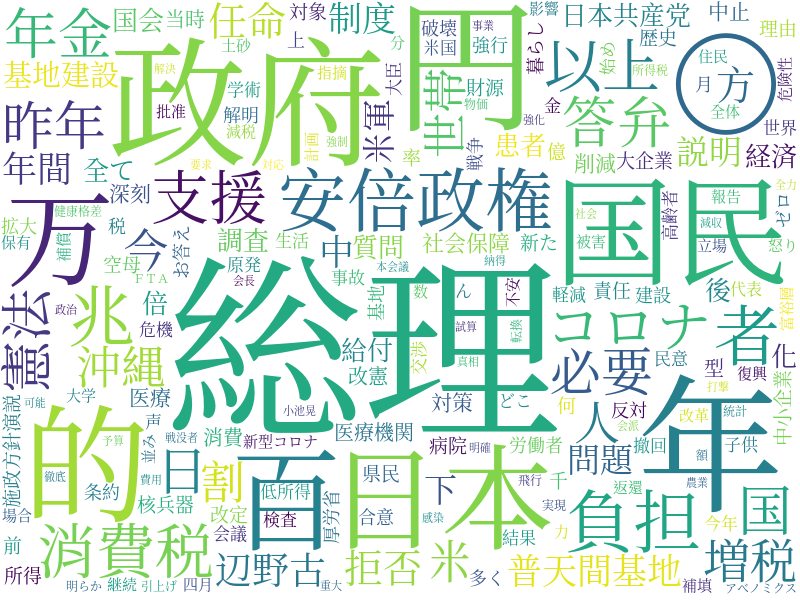 国会
当時
任命
対象
制度
破壊
強行
暮らし
日本共産党
影響
中止
事業
年金
土砂
上
分
米国
歴史
理由
始め
住民
危険性
基地建設
解決
指摘
大臣
政府
円
以上
〇
方
月
所得税
学術
昨年
批准
解明
減税
計画
強制
米軍
世帯
物価
財源
答弁
金
全体
世界
年間
全て
要求
対応
率
戦争
患者
億
強化
削減
大企業
説明
経済
深刻
支援
安倍政権
国民
報告
ゼロ
全力
拡大
健康格差
税
万
今
お答え
調査
生活
中
質問
社会保障
新た
高齢者
社会
減収
保有
補償
空母
原発
本会議
納得
被害
立場
怒り
ＦＴＡ
会長
事故
基地
数
ん
不安
軽減
責任
建設
後
代表
政治
倍
総理
兆
憲法
危機
交渉
試算
転換
コロナ
者
富裕層
沖縄
給付
真相
必要
民意
型
復興
化
改憲
大学
医療
打撃
可能
小池晃
対策
どこ
何
反対
改革
統計
中小企業
施政方針演説
的
声
並み
戦没者
消費
新型コロナ
医療機関
人
年
予算
百
日本
病院
明確
労働者
撤回
会派
子供
日
割
県民
問題
額
徹底
費用
条約
核兵器
低所得
厚労省
下
飛行
千
返還
農業
場合
改定
検査
合意
負担
国
実現
前
消費税
会議
感染
力
今年
結果
増税
所得
辺野古
拒否
米
普天間基地
明らか
継続
引上げ
四月
重大
多く
補填
アベノミクス